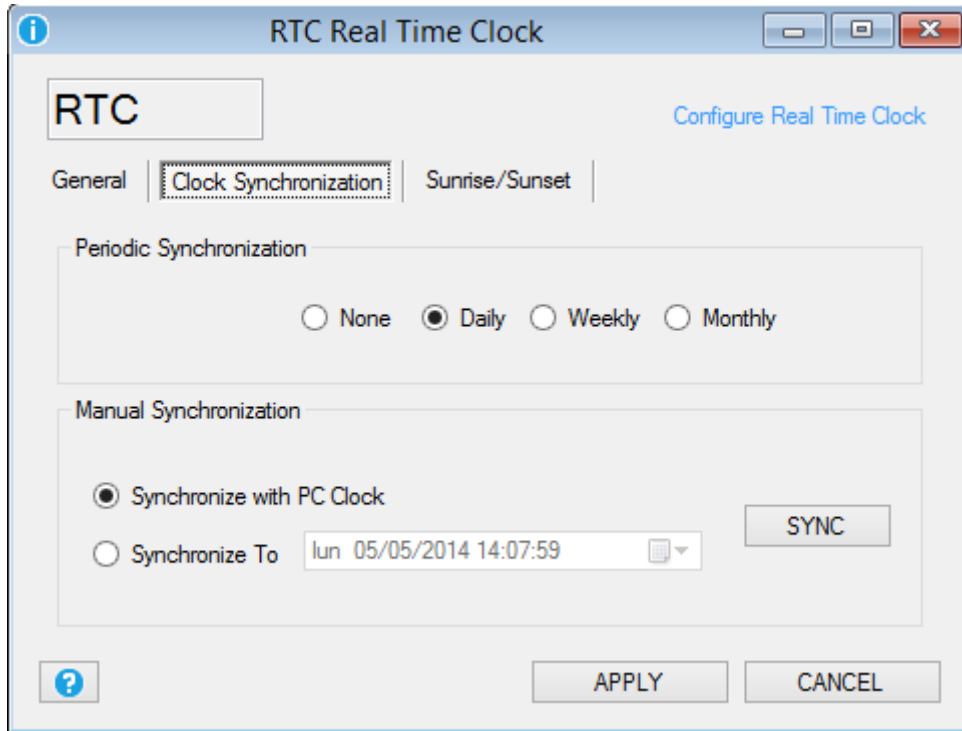 RTC Real Time Clock
RTC
Configure Real Time Clock
General Clock Synchronization Sunrise/Sunset
Periodic Synchronization
None Daily Weekly Monthly
Manual Synchronization
Synchronize with PC Clock
Synchronize To lun 05/05/2014 14:07:59
SYNC
APPLY CANCEL